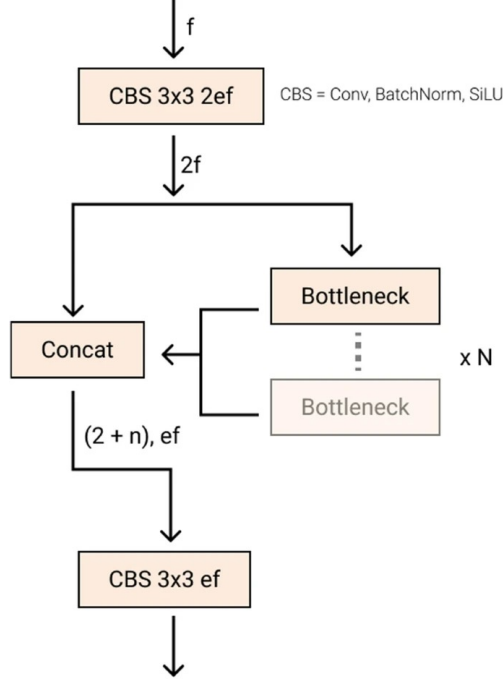 f
CBS 3x3 2ef
CBS = Conv, BatchNorm, SiLU
2f
Bottleneck
Concat
x N
Bottleneck
(2 + n), ef
CBS 3x3 ef